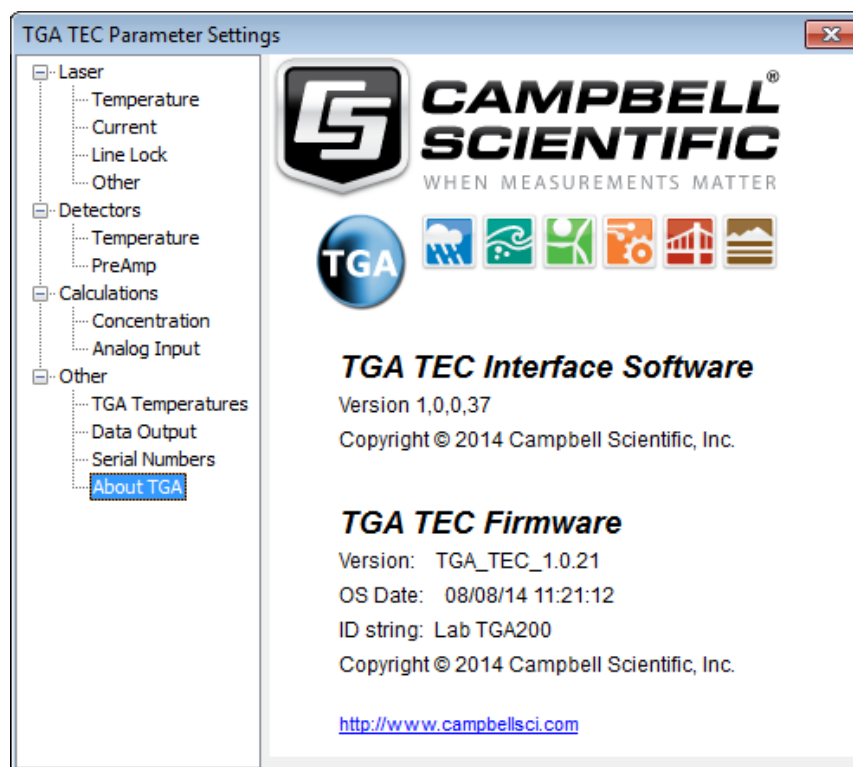 TGA TEC Parameter Settings
Laser
Temperature
Current
Line Lock
Other
Detectors
Temperature
PreAmp
Calculations
Concentration
Analog Input
Other
TGA Temperatures
Data Output
Serial Numbers
About TGA
CS
CAMPBELL®
SCIENTIFIC
WHEN MEASUREMENTS MATTER
TGA
TGA TEC Interface Software
Version 1,0,0,37
Copyright © 2014 Campbell Scientific, Inc.
TGA TEC Firmware
Version: TGA_TEC_1.0.21
OS Date: 08/08/14 11:21:12
ID string: Lab TGA200
Copyright © 2014 Campbell Scientific, Inc.
http://www.campbellsci.com